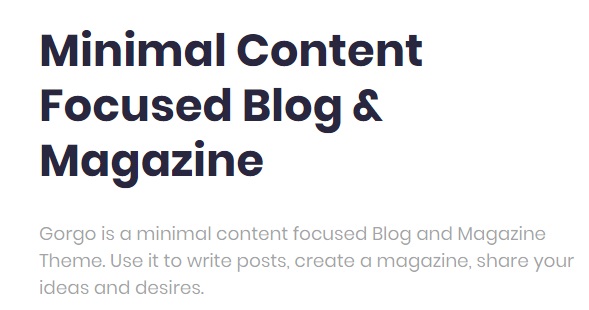 Minimal Content
Focused Blog &
Magazine
Gorgo is a minimal content focused Blog and Magazine
Theme. Use it to write posts, create a magazine, share your
ideas and desires.